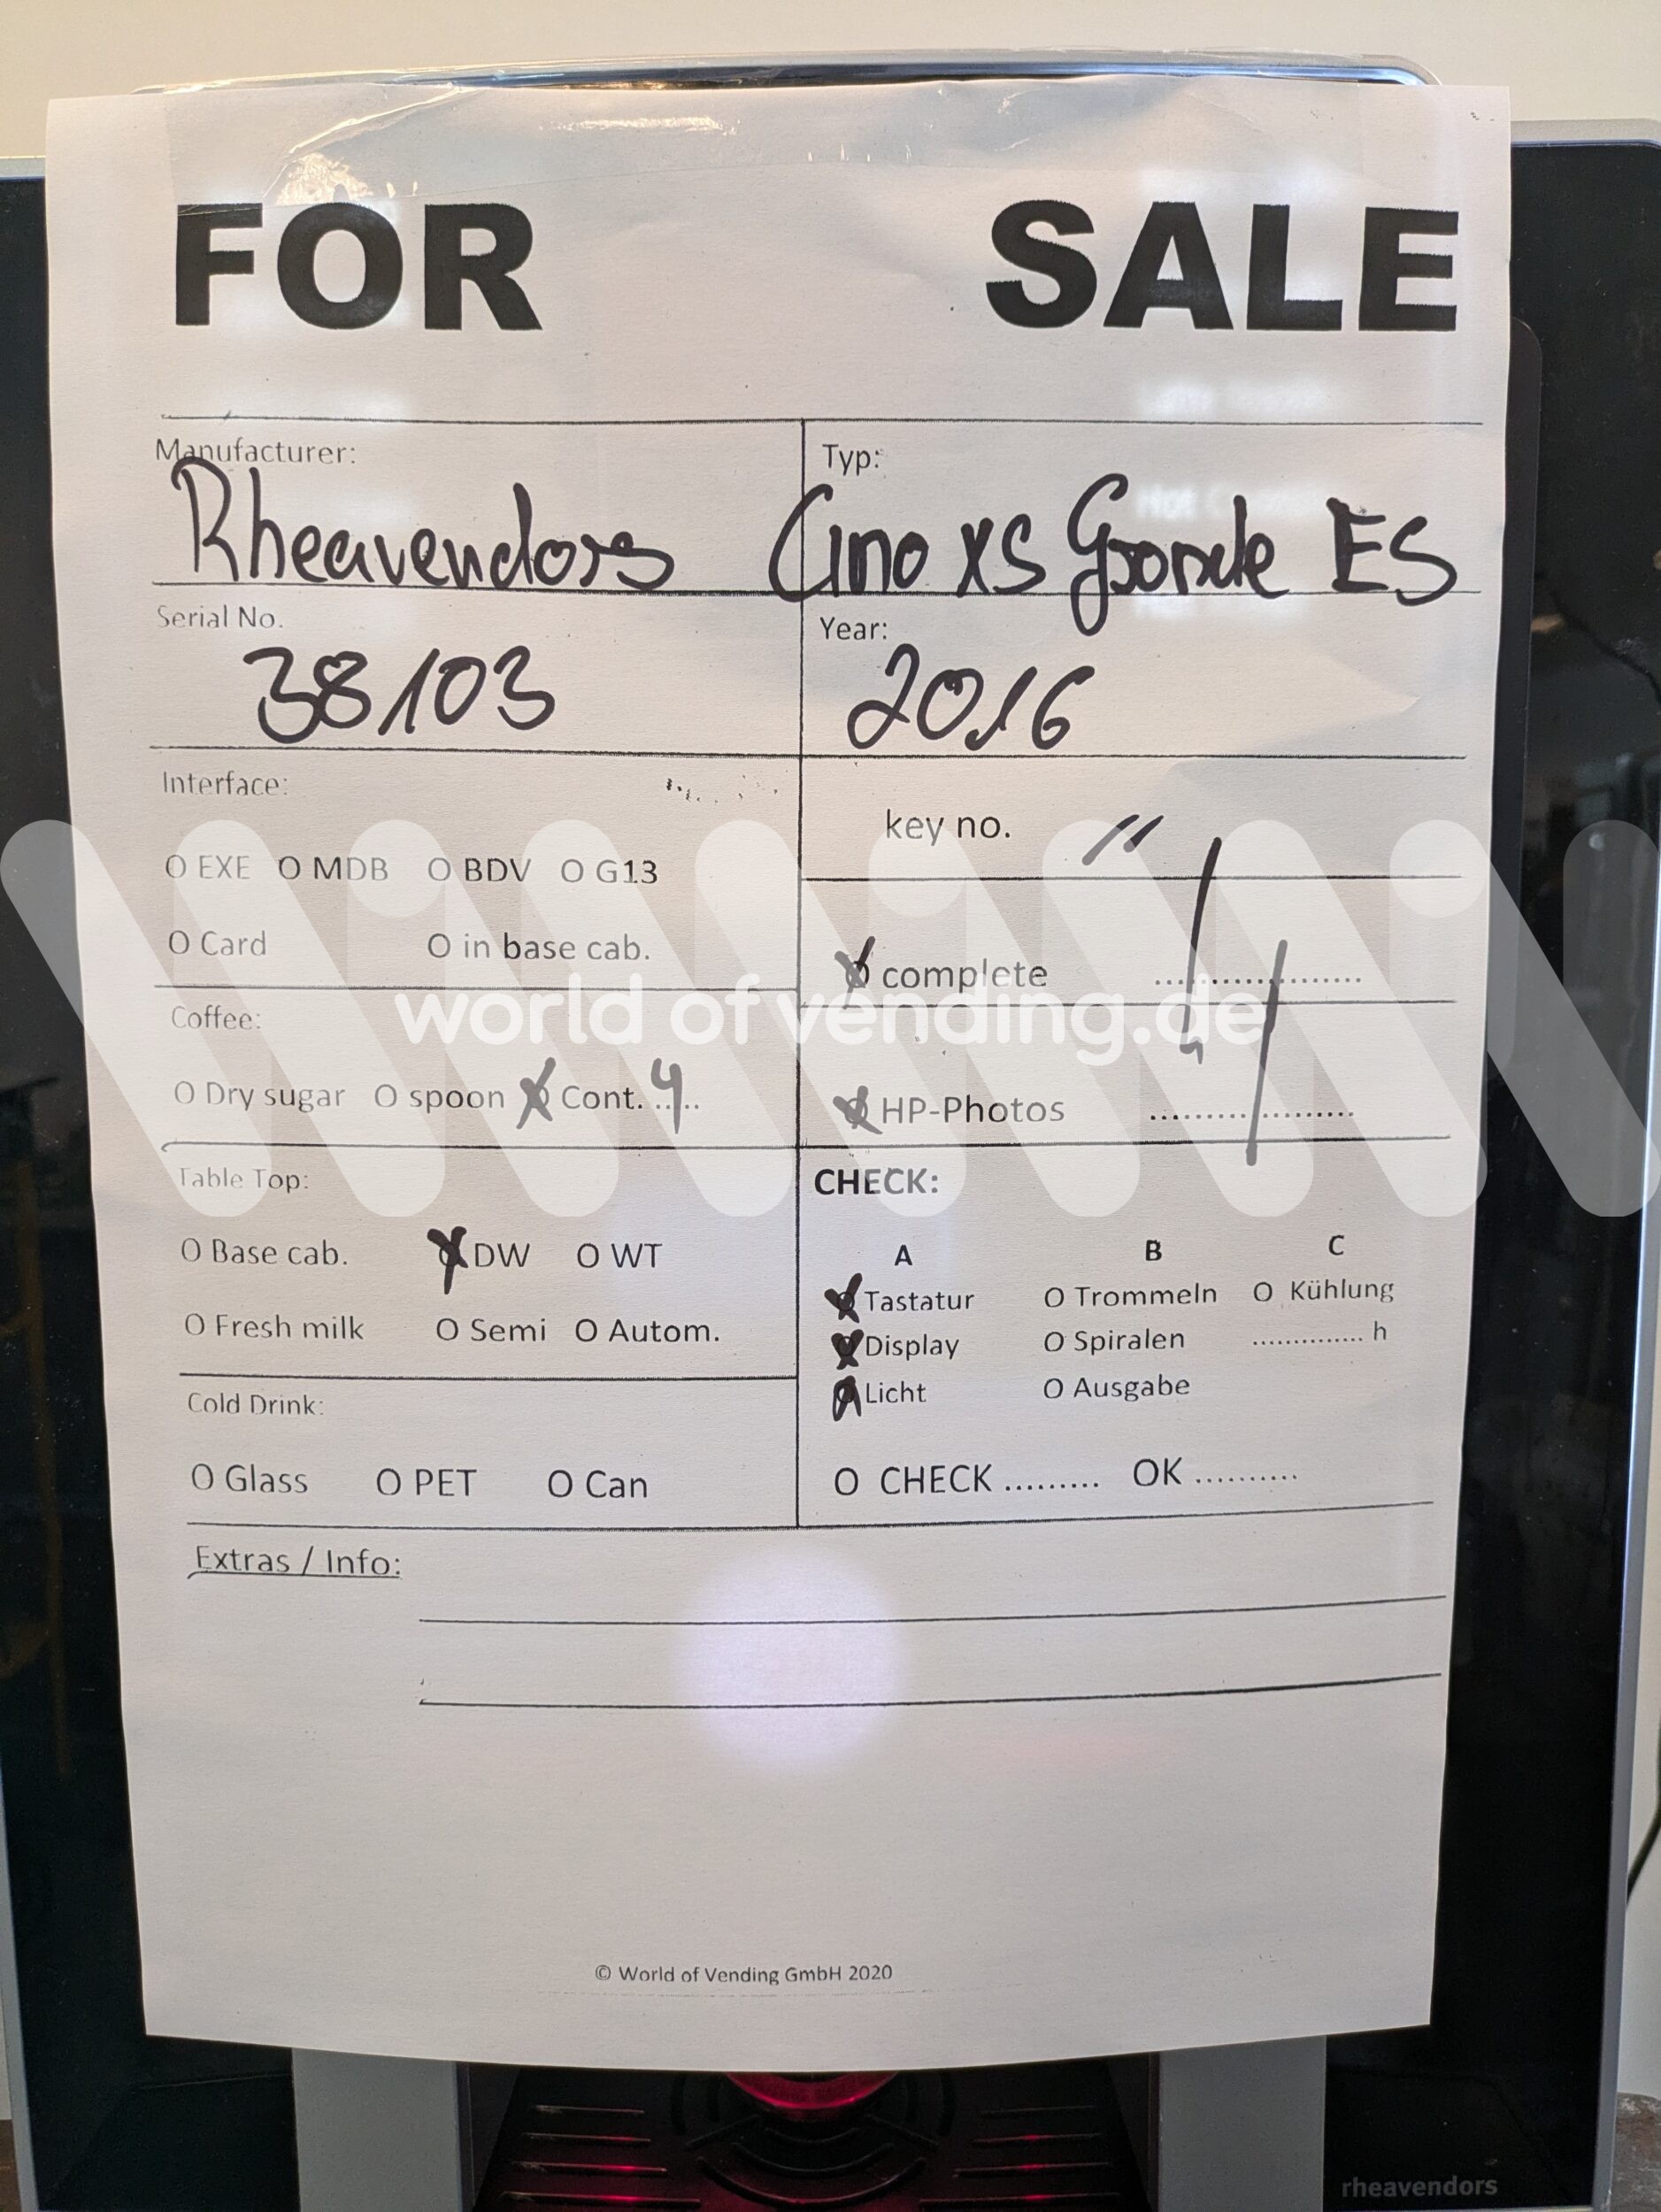 FOR SALE
Manufacturer: Typ:
Rheavendors Cino XS Grande ES
Serial No. Year:
38103 2016
Interface:
key no. "
O EXE O MDB O BDV O G13
O Card O in base cab.
X complete ....................
world of vending.de
Coffee:
O Dry sugar O spoon X Cont. 4
X HP-Photos ....................
Table Top: CHECK:
O Base cab. X DW O WT
A B C
X Tastatur O Trommeln O Kühlung
O Fresh milk O Semi O Autom.
X Display O Spiralen .............. h
X Licht O Ausgabe
Cold Drink:
O Glass O PET O Can
O CHECK ......... OK ..........
Extras / Info:
© World of Vending GmbH 2020
rheavendors